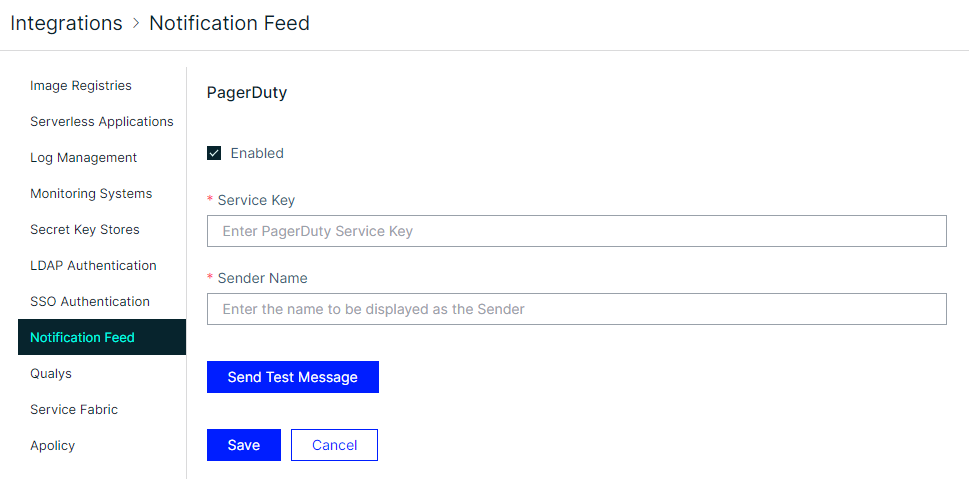 Integrations > Notification Feed
Image Registries
Serverless Applications
Log Management
Monitoring Systems
Secret Key Stores
LDAP Authentication
SSO Authentication
Notification Feed
Qualys
Service Fabric
Apolicy
PagerDuty
Enabled
* Service Key
Enter PagerDuty Service Key
* Sender Name
Enter the name to be displayed as the Sender
Send Test Message
Save Cancel